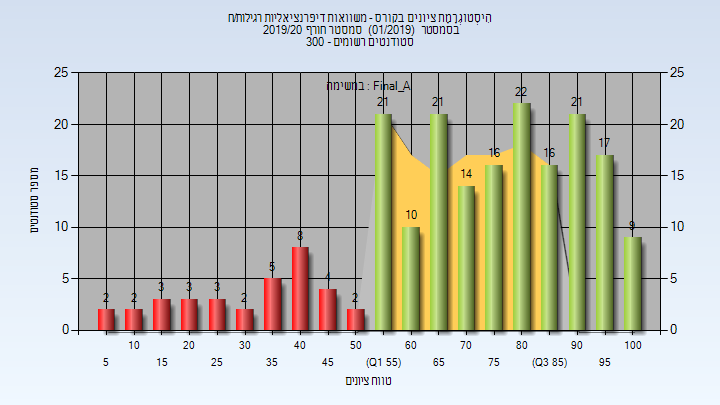 היסטוגרמת ציונים בקורס - משוואות דיפרנציאליות רגילות/ח
בסמסטר (01/2019) סמסטר חורף 2019/20
סטודנטים רשומים - 300
במשימה : Final_A
25 25
20 20
15 15
10 10
5 5
0 0
מספר סטודנטים
2 2 3 3 3 2 5 8 4 2 21 10 21 14 16 22 16 21 17 9
10 20 30 40 50 60 70 80 90 100
5 15 25 35 45 (Q1 55) 65 75 (Q3 85) 95
טווח ציונים